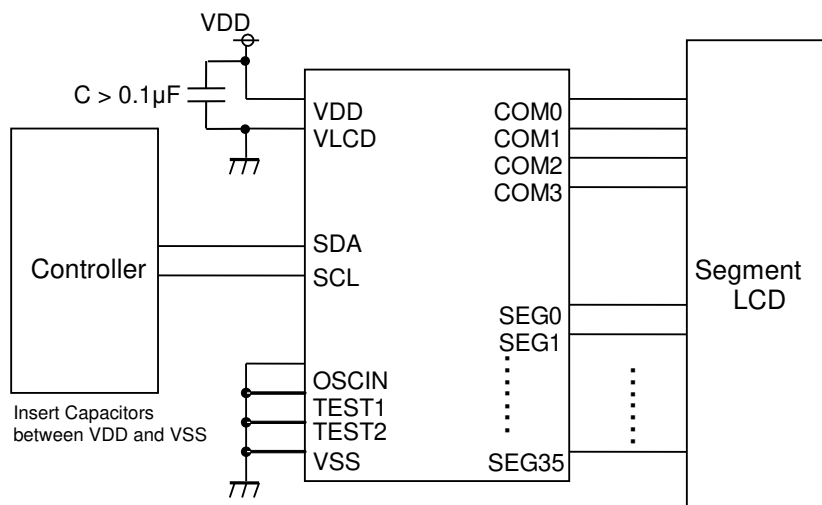 VDD
C > 0.1µF
VDD
VLCD
COM0
COM1
COM2
COM3
SDA
SCL
Controller
Segment
LCD
SEG0
SEG1
OSCIN
TEST1
TEST2
VSS
SEG35
Insert Capacitors
between VDD and VSS